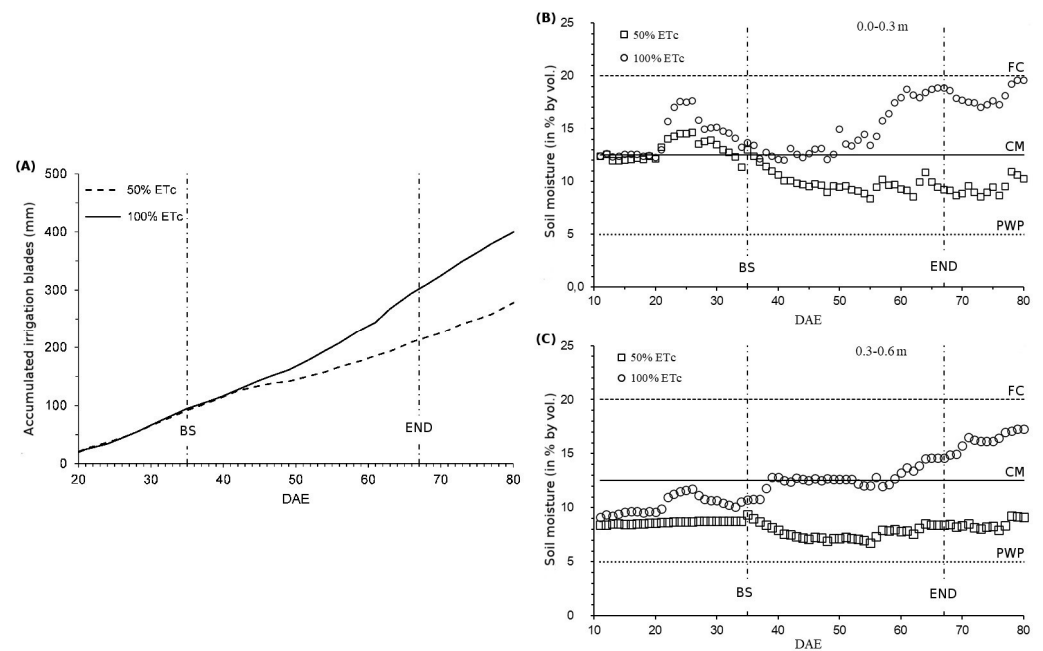 (A)
Accumulated irrigation blades (mm)
500
400
300
200
100
0
50% ETc
100% ETc
BS
END
20 30 40 50 60 70 80
DAE
(B)
0.0-0.3 m
Soil moisture (in % by vol.)
25
20
15
10
5
0,0
50% ETc
100% ETc
FC
CM
PWP
BS
END
10 20 30 40 50 60 70 80
DAE
(C)
0.3-0.6 m
Soil moisture (in % by vol.)
25
20
15
10
5
0
50% ETc
100% ETc
FC
CM
PWP
BS
END
10 20 30 40 50 60 70 80
DAE